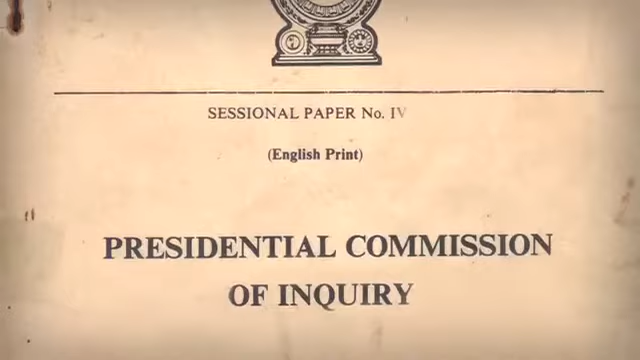 SESSIONAL PAPER No. IV
(English Print)
PRESIDENTIAL COMMISSION
OF INQUIRY